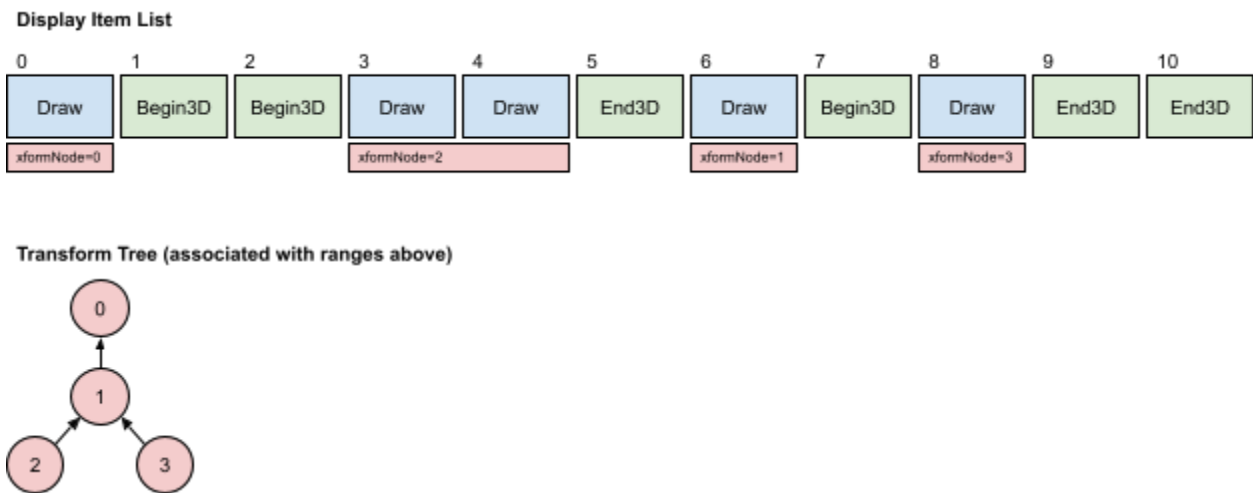 Display Item List
0 1 2 3 4 5 6 7 8 9 10
Draw Begin3D Begin3D Draw Draw End3D Draw Begin3D Draw End3D End3D
xformNode=0 xformNode=2 xformNode=1 xformNode=3
Transform Tree (associated with ranges above)
0
1
2 3